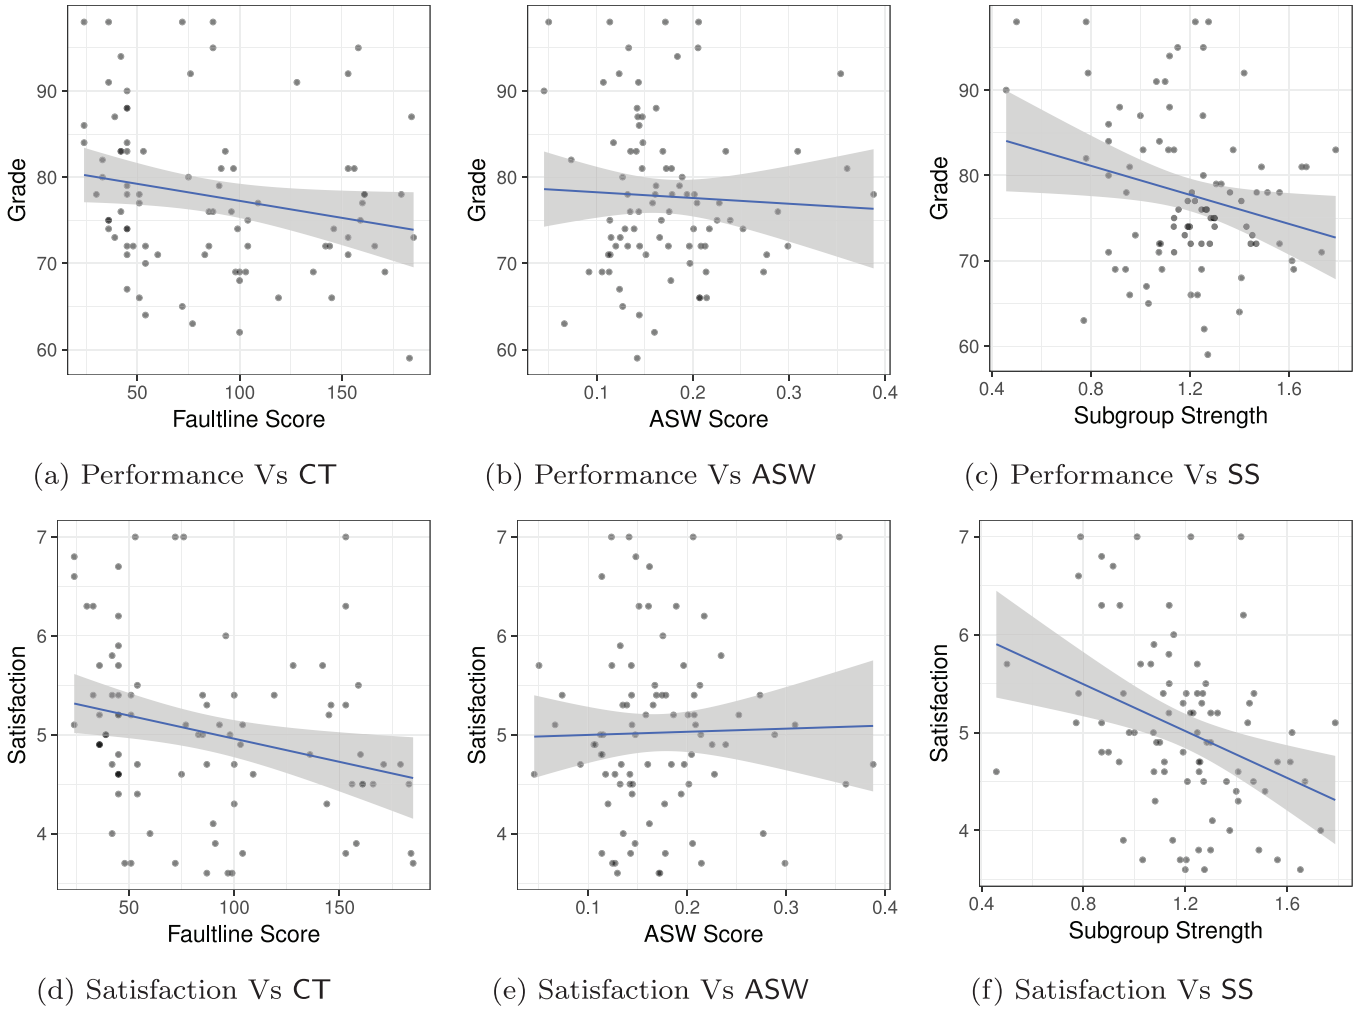 90
80
70
60
Grade
50
100
150
Faultline Score
(a) Performance Vs CT
90
80
70
60
Grade
0.1
0.2
0.3
0.4
ASW Score
(b) Performance Vs ASW
90
80
70
60
Grade
0.4
0.8
1.2
1.6
Subgroup Strength
(c) Performance Vs SS
7
6
5
4
Satisfaction
50
100
150
Faultline Score
(d) Satisfaction Vs CT
7
6
5
4
Satisfaction
0.1
0.2
0.3
0.4
ASW Score
(e) Satisfaction Vs ASW
7
6
5
4
Satisfaction
0.4
0.8
1.2
1.6
Subgroup Strength
(f) Satisfaction Vs SS